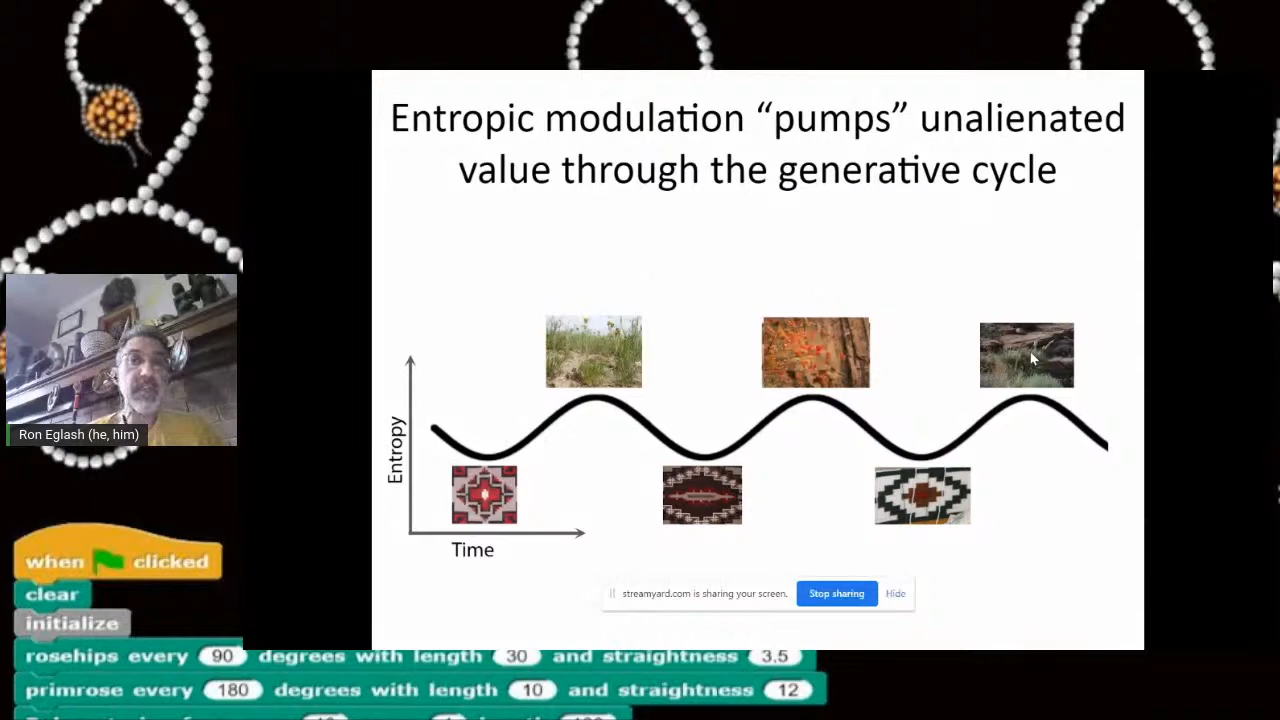 Entropic modulation “pumps” unalienated
value through the generative cycle
Entropy
Time
Ron Eglash (he, him)
streamyard.com is sharing your screen. Stop sharing Hide
when clicked
clear
initialize
rosehips every 90 degrees with length 30 and straightness 3.5
primrose every 180 degrees with length 10 and straightness 12